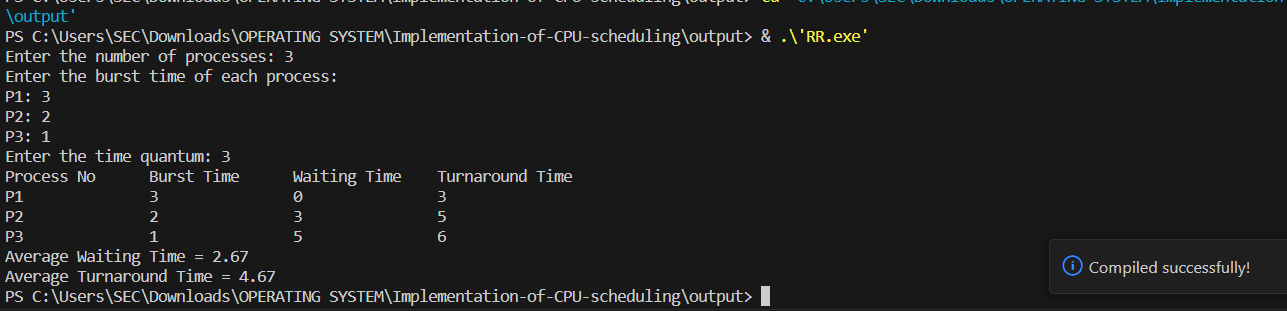 \output'
PS C:\Users\SEC\Downloads\OPERATING SYSTEM\Implementation-of-CPU-scheduling\output> & .\'RR.exe'
Enter the number of processes: 3
Enter the burst time of each process:
P1: 3
P2: 2
P3: 1
Enter the time quantum: 3
Process No Burst Time Waiting Time Turnaround Time
P1 3 0 3
P2 2 3 5
P3 1 5 6
Average Waiting Time = 2.67
Average Turnaround Time = 4.67
PS C:\Users\SEC\Downloads\OPERATING SYSTEM\Implementation-of-CPU-scheduling\output>
Compiled successfully!